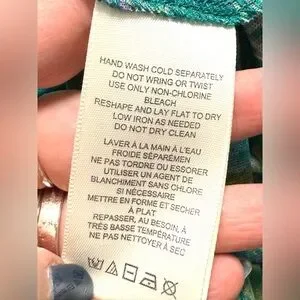 HAND WASH COLD SEPARATELY
DO NOT WRING OR TWIST
USE ONLY NON-CHLORINE
BLEACH
RESHAPE AND LAY FLAT TO DRY
LOW IRON AS NEEDED
DO NOT DRY CLEAN
LAVER À LA MAIN À L'EAU
FROIDE SÉPARÉMEN
NE PAS TORDRE OU ESSORER
UTILISER UN AGENT DE
BLANCHIMENT SANS CHLORE
SI NÉCESSAIRE
METTRE EN FORME ET SECHER
À PLAT
REPASSER, AU BESOIN, À
TRÈS BASSE TEMPÉRATURE
NE PAS NETTOYER À SEC